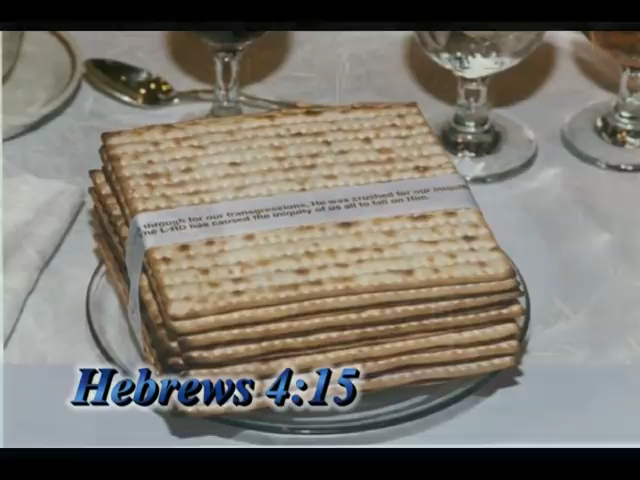 through for our transgressions, He was crushed for our
L-RD has caused the iniquity of us all to fall on Him.
Hebrews 4:15